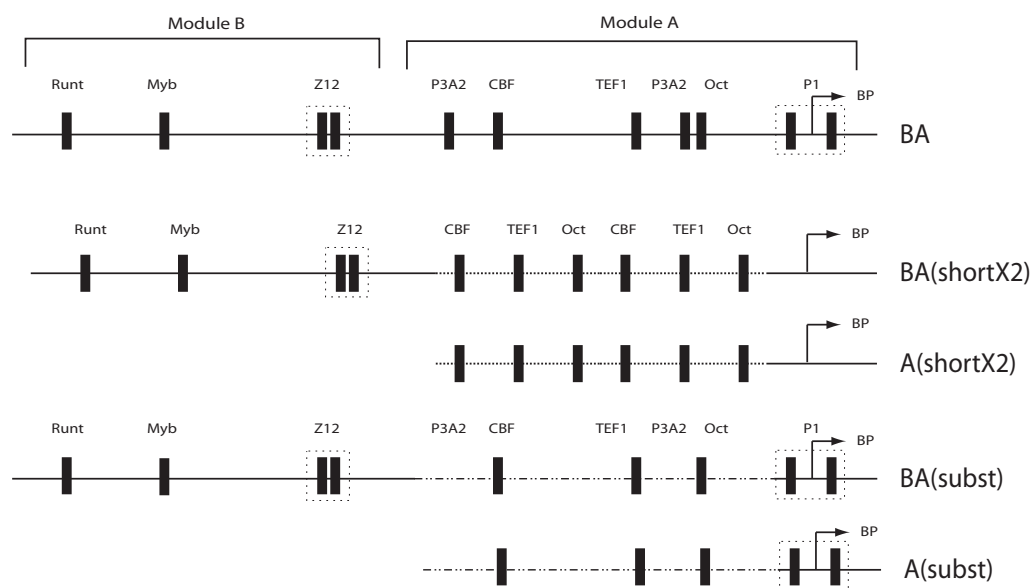 Module B Module A
Runt Myb Z12 P3A2 CBF TEF1 P3A2 Oct P1 BP
BA
Runt Myb Z12 CBF TEF1 Oct CBF TEF1 Oct BP
BA(shortX2)
BP
A(shortX2)
Runt Myb Z12 P3A2 CBF TEF1 P3A2 Oct P1 BP
BA(subst)
BP
A(subst)